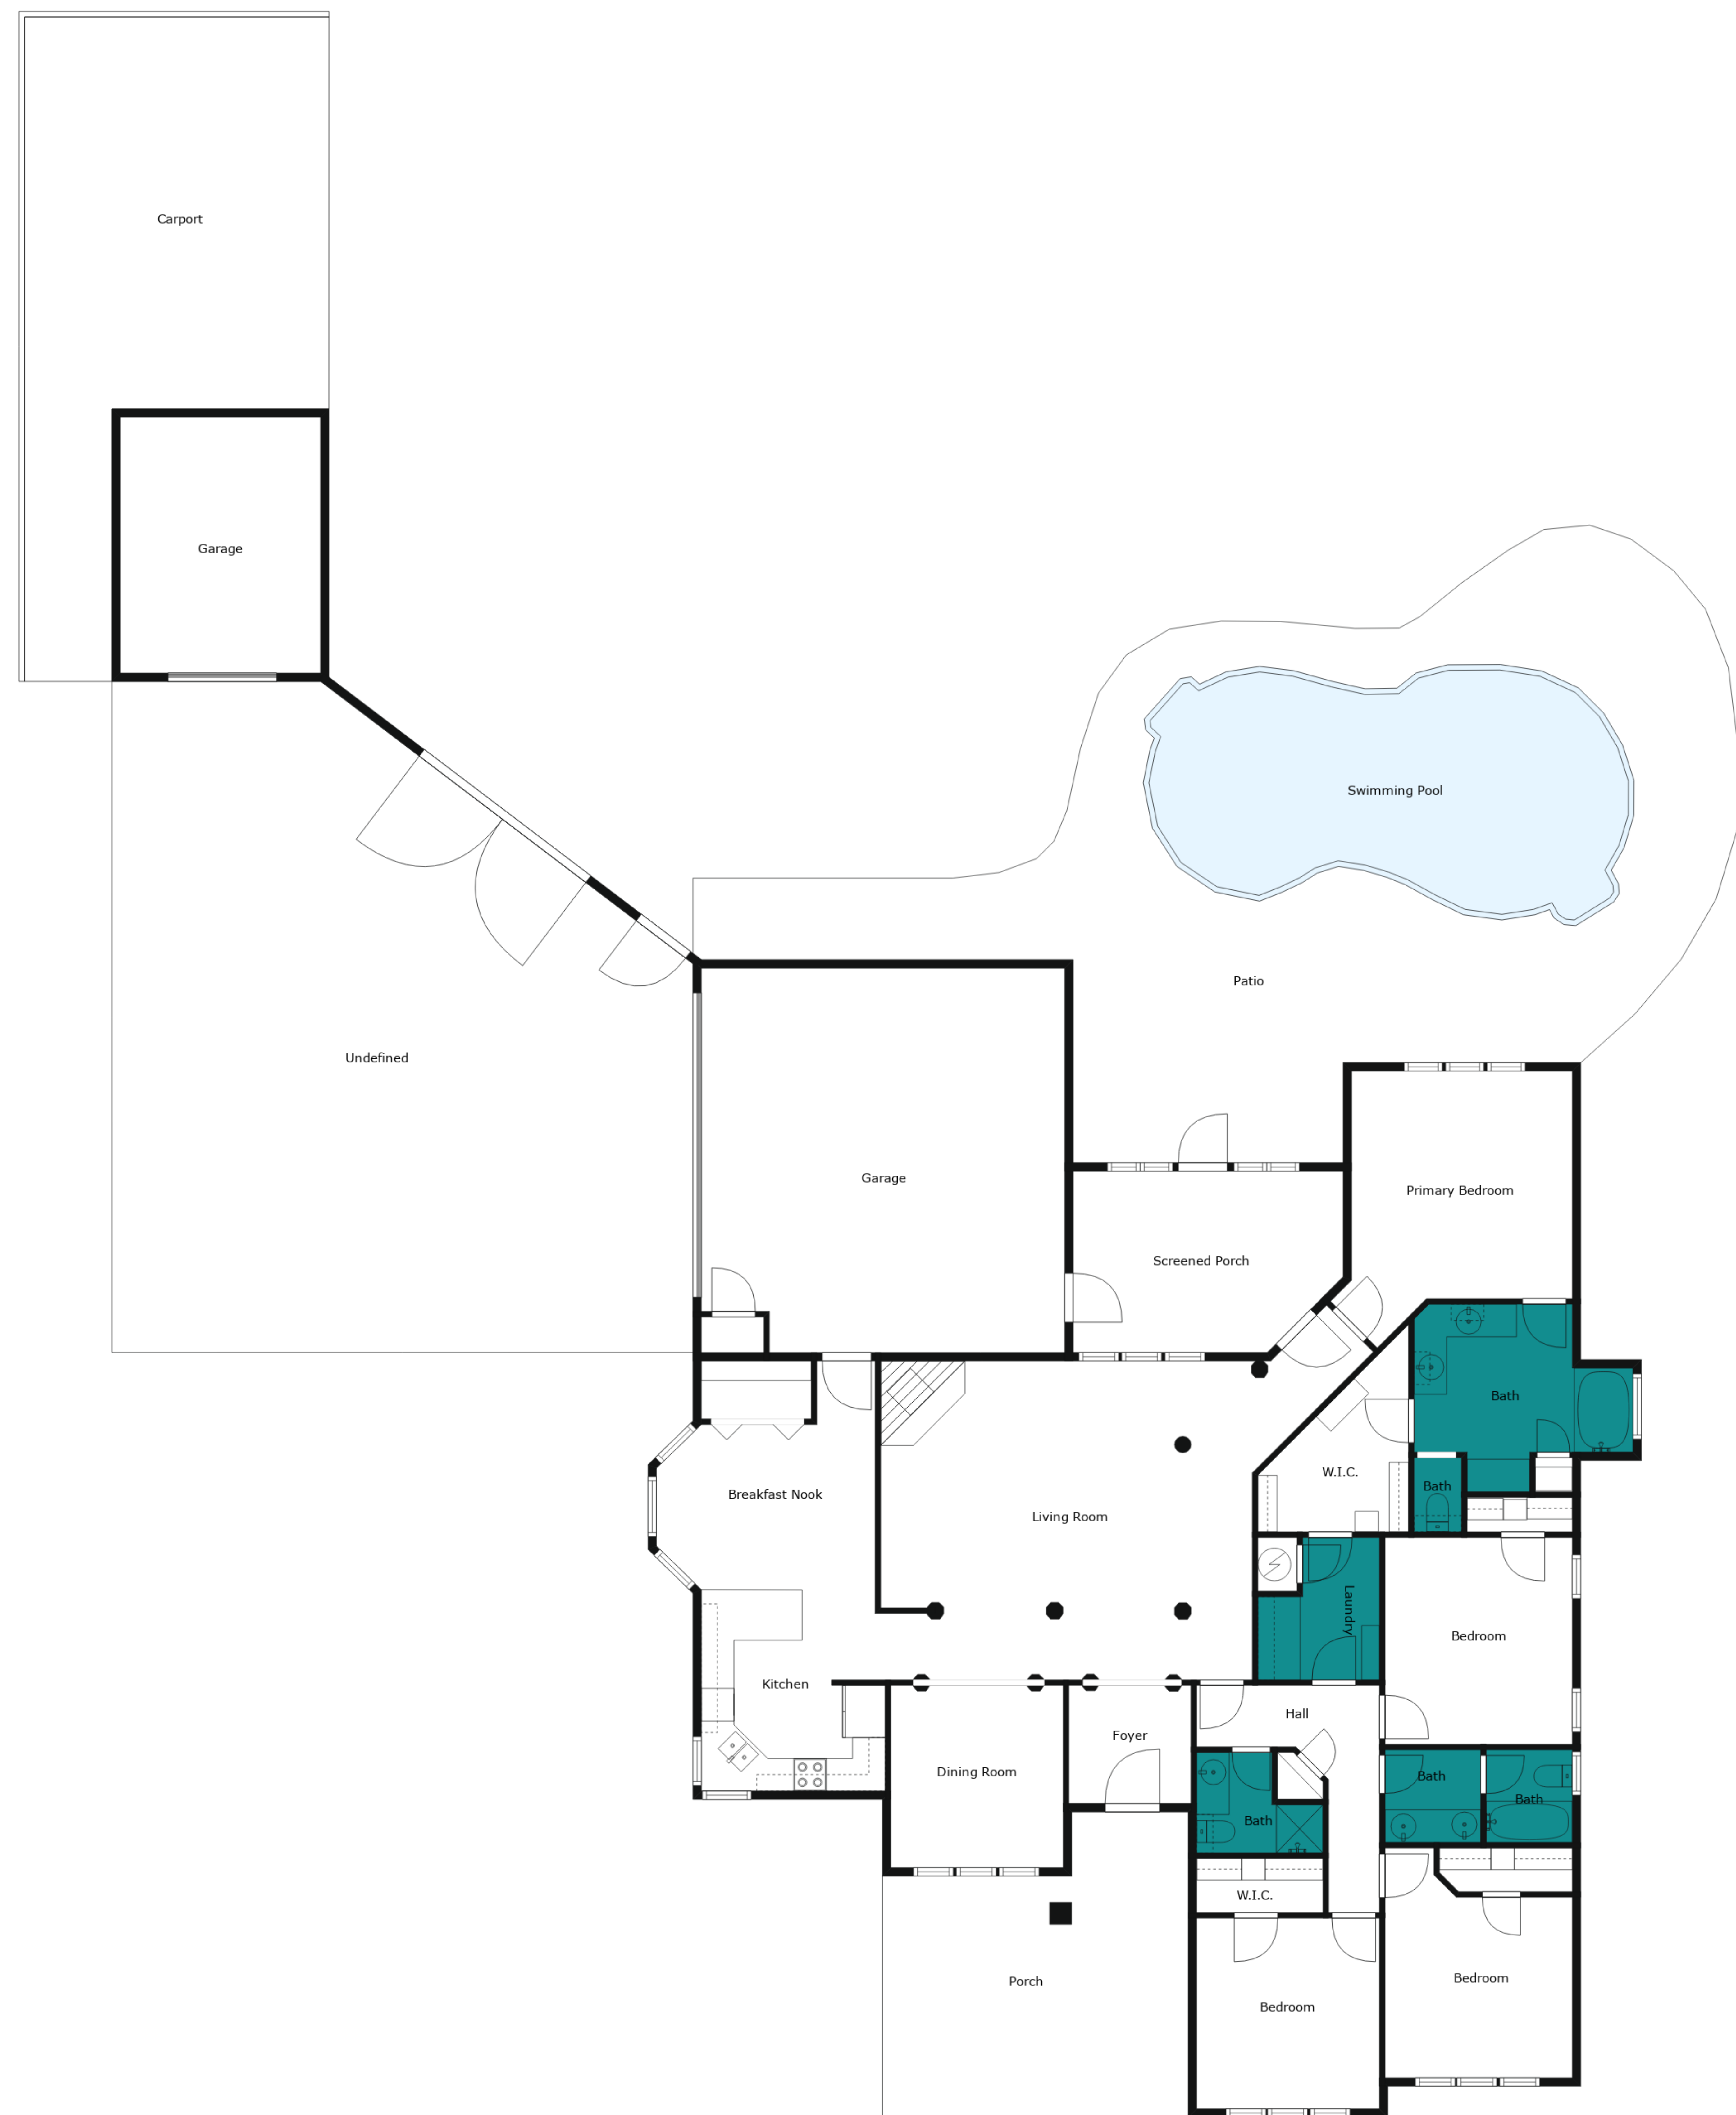 Carport
Garage
Swimming Pool
Patio
Undefined
Garage
Primary Bedroom
Screened Porch
Bath
W.I.C.
Bath
Breakfast Nook
Living Room
Laundry
Bedroom
Kitchen
Hall
Foyer
Dining Room
Bath
Bath
Bath
W.I.C.
Porch
Bedroom
Bedroom